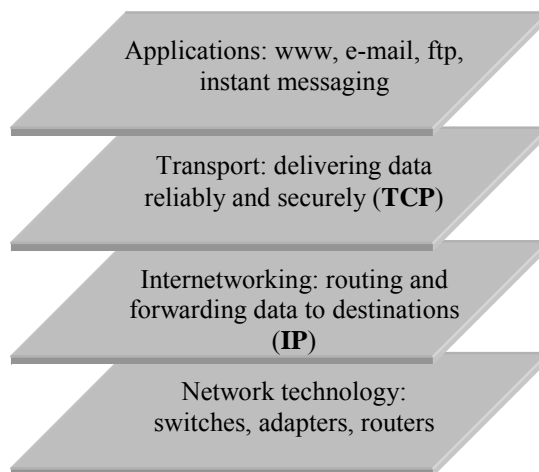 Applications: www, e-mail, ftp,
instant messaging
Transport: delivering data
reliably and securely (TCP)
Internetworking: routing and
forwarding data to destinations
(IP)
Network technology:
switches, adapters, routers